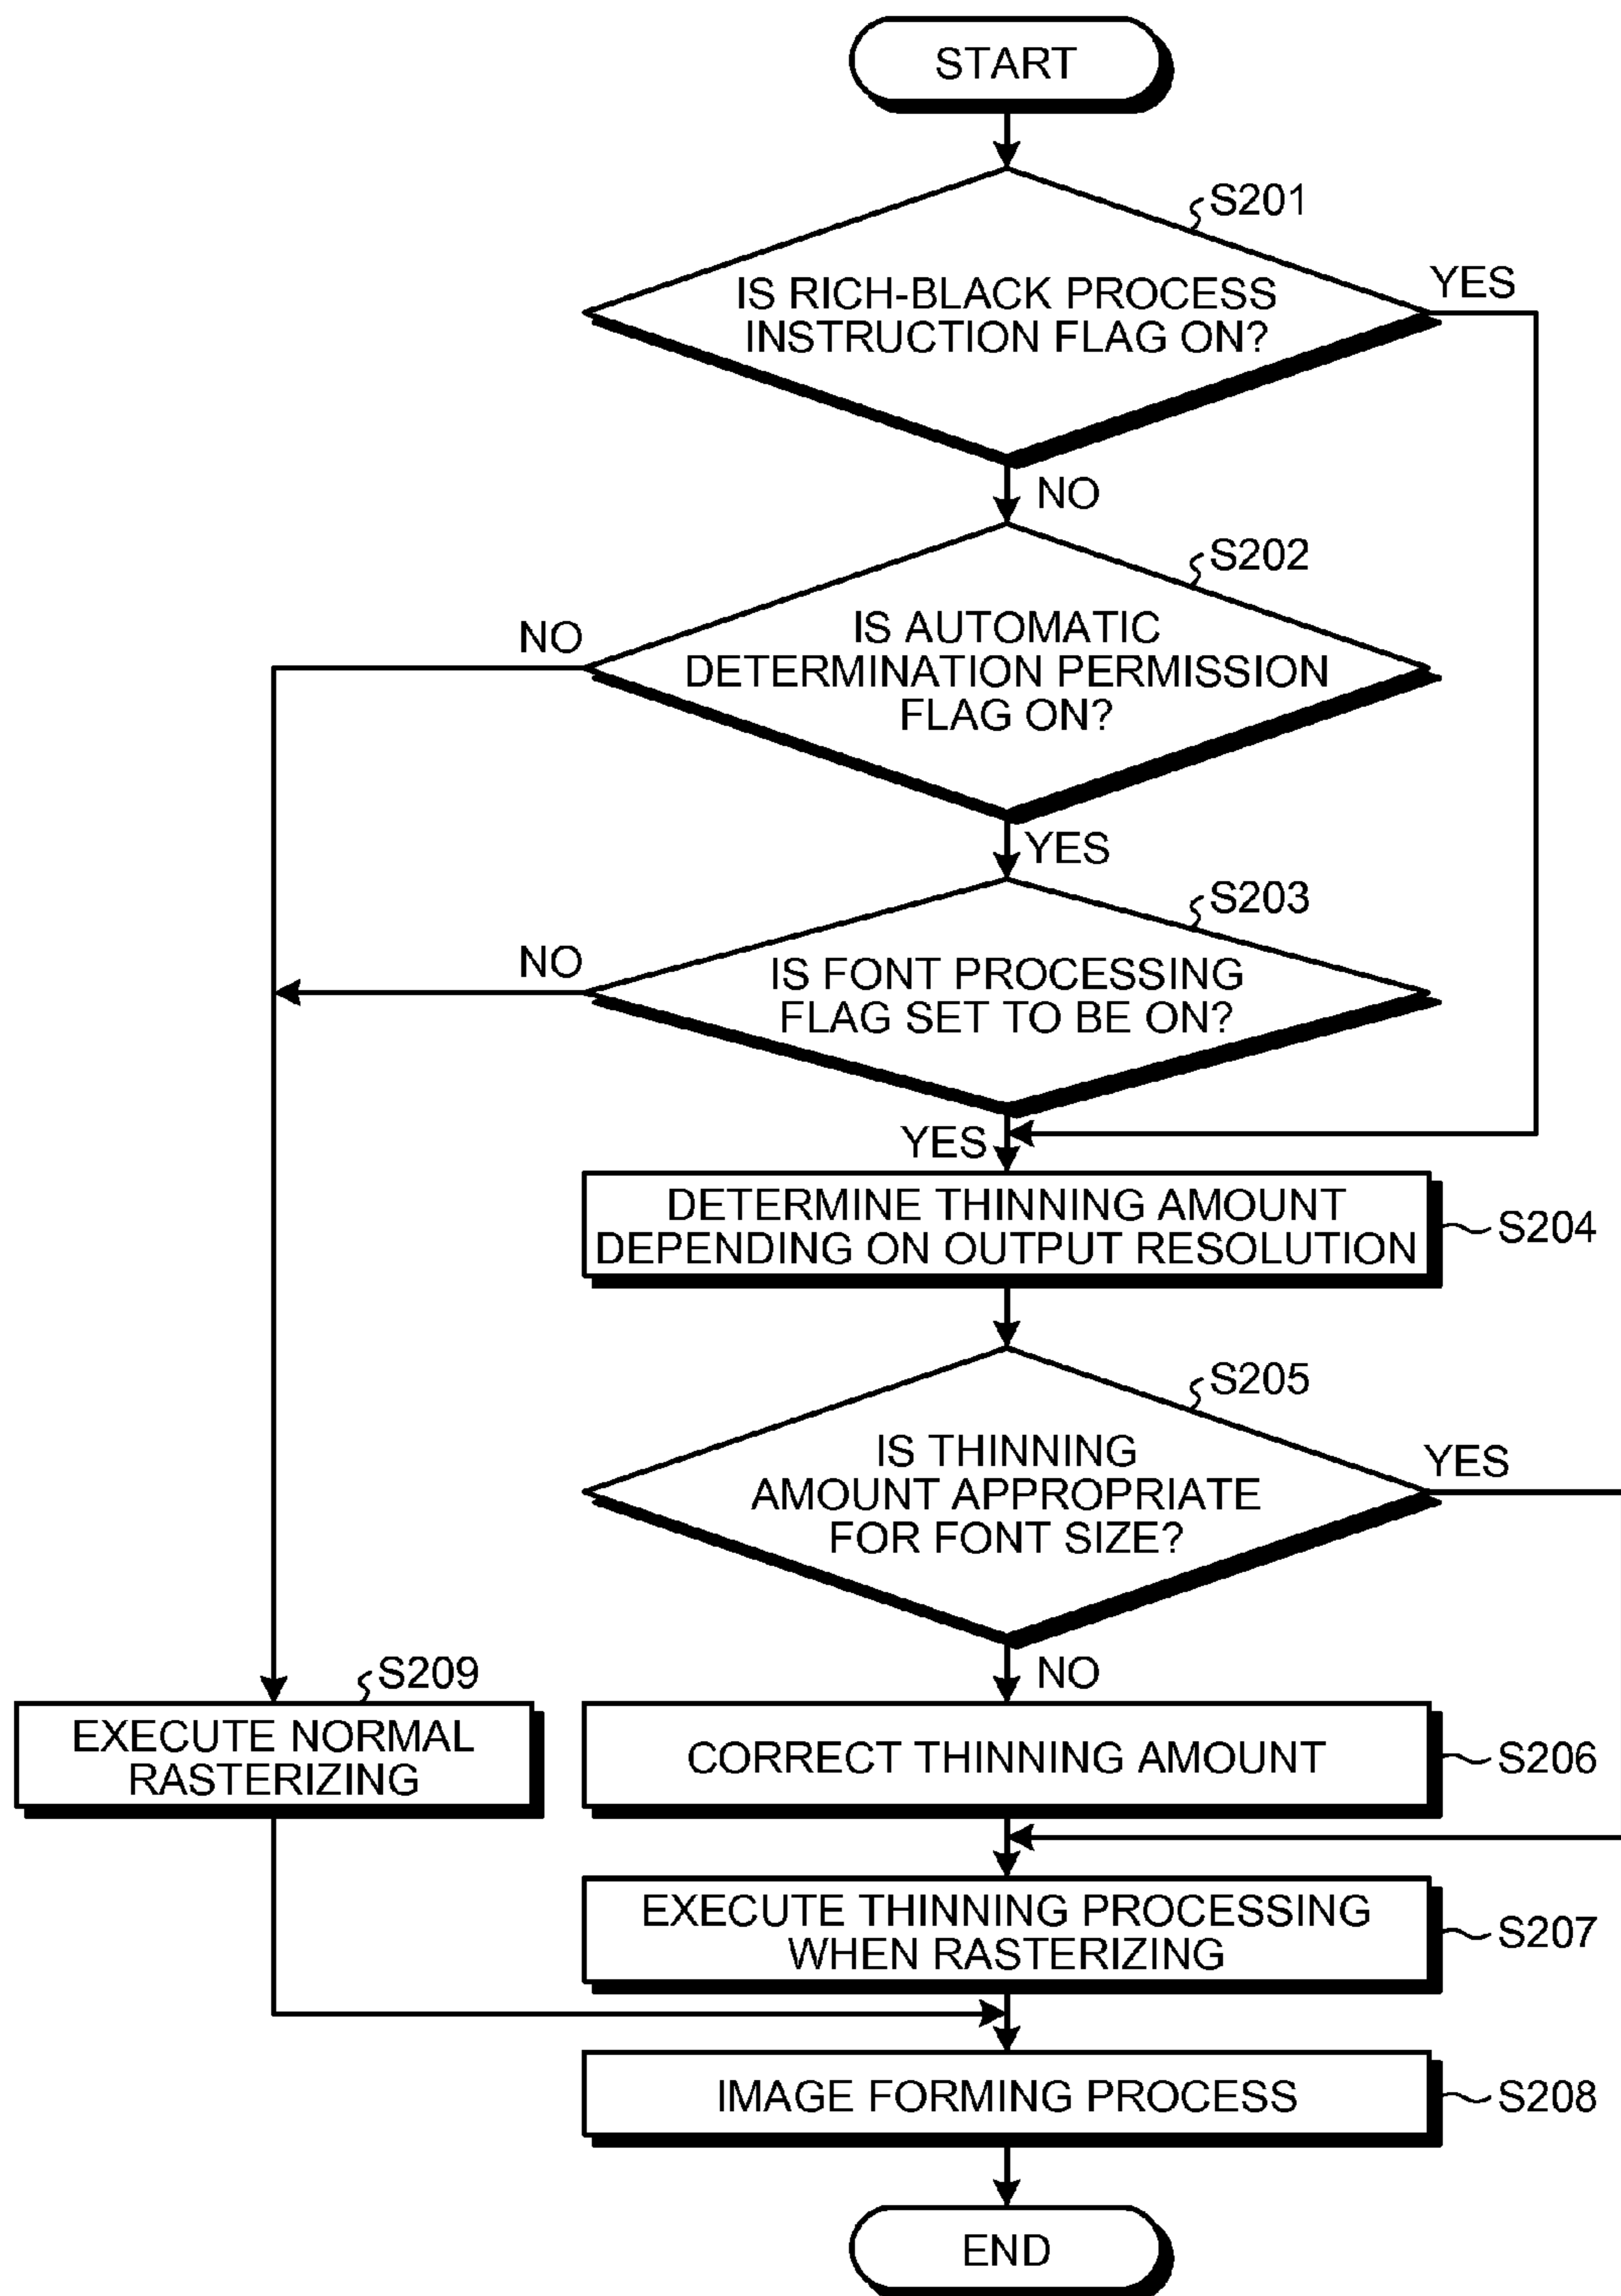 START
S201
IS RICH-BLACK PROCESS
INSTRUCTION FLAG ON?
YES
NO
S202
IS AUTOMATIC
DETERMINATION PERMISSION
FLAG ON?
NO
YES
S203
IS FONT PROCESSING
FLAG SET TO BE ON?
NO
YES
DETERMINE THINNING AMOUNT
DEPENDING ON OUTPUT RESOLUTION
S204
S205
IS THINNING
AMOUNT APPROPRIATE
FOR FONT SIZE?
YES
NO
S209
EXECUTE NORMAL
RASTERIZING
CORRECT THINNING AMOUNT
S206
EXECUTE THINNING PROCESSING
WHEN RASTERIZING
S207
IMAGE FORMING PROCESS
S208
END